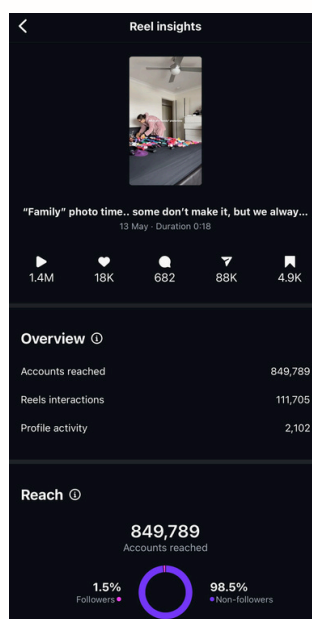 Reel insights
"Family" photo time.. some don't make it, but we alway...
13 May · Duration 0:18
1.4M 18K 682 88K 4.9K
Overview
Accounts reached 849,789
Reels interactions 111,705
Profile activity 2,102
Reach
849,789
Accounts reached
1.5% 98.5%
Followers Non-followers